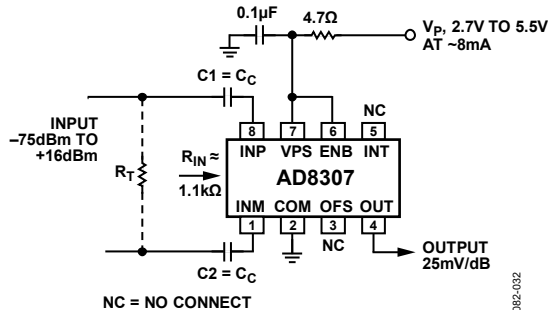 0.1µF
4.7Ω
VP, 2.7V TO 5.5V
AT ~8mA
C1 = CC
NC
INPUT
–75dBm TO
+16dBm
8
7
6
5
INP
VPS
ENB
INT
RT
RIN ≈
1.1kΩ
AD8307
INM
COM
OFS
OUT
1
2
3
4
NC
OUTPUT
25mV/dB
C2 = CC
NC = NO CONNECT
082-032